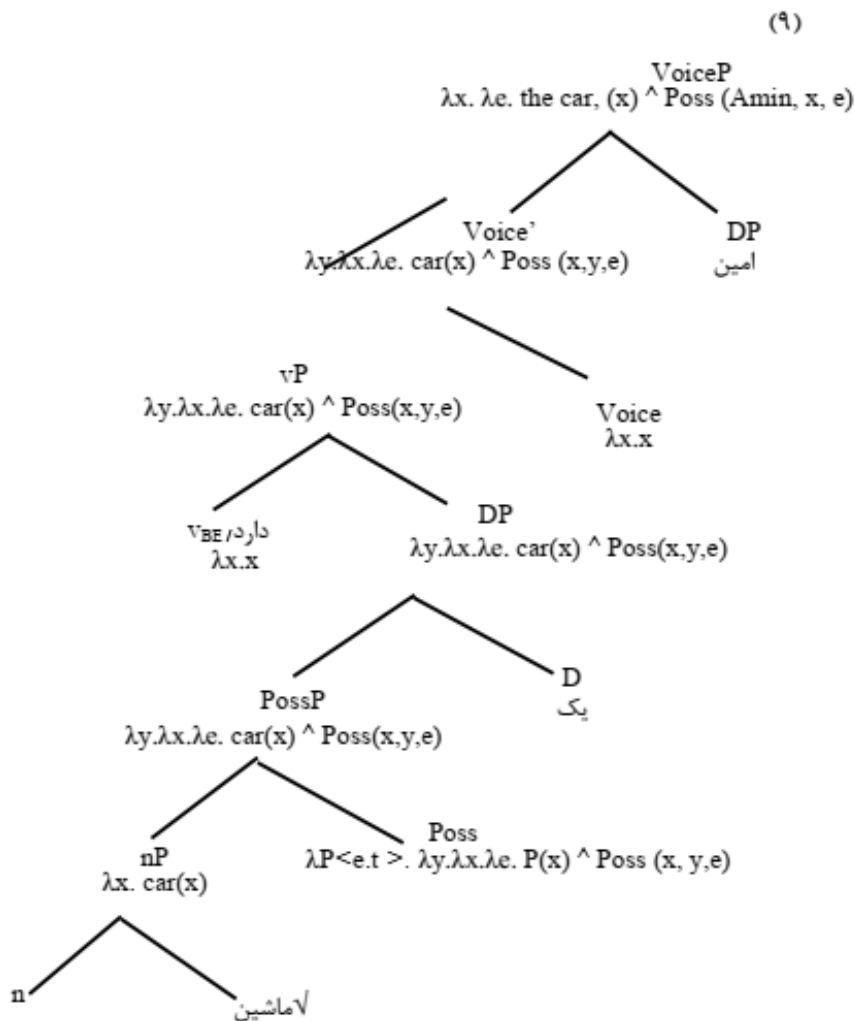 (۹)
VoiceP
λx. λe. the car, (x) ^ Poss (Amin, x, e)
Voice’ DP
λy.λx.λe. car(x) ^ Poss (x,y,e) امین
vP
λy.λx.λe. car(x) ^ Poss(x,y,e)
Voice
λx.x
vBE /دارد DP
λx.x λy.λx.λe. car(x) ^ Poss(x,y,e)
D
یک
PossP
λy.λx.λe. car(x) ^ Poss(x,y,e)
nP Poss
λx. car(x) λP<e.t >. λy.λx.λe. P(x) ^ Poss (x, y,e)
n √ماشین